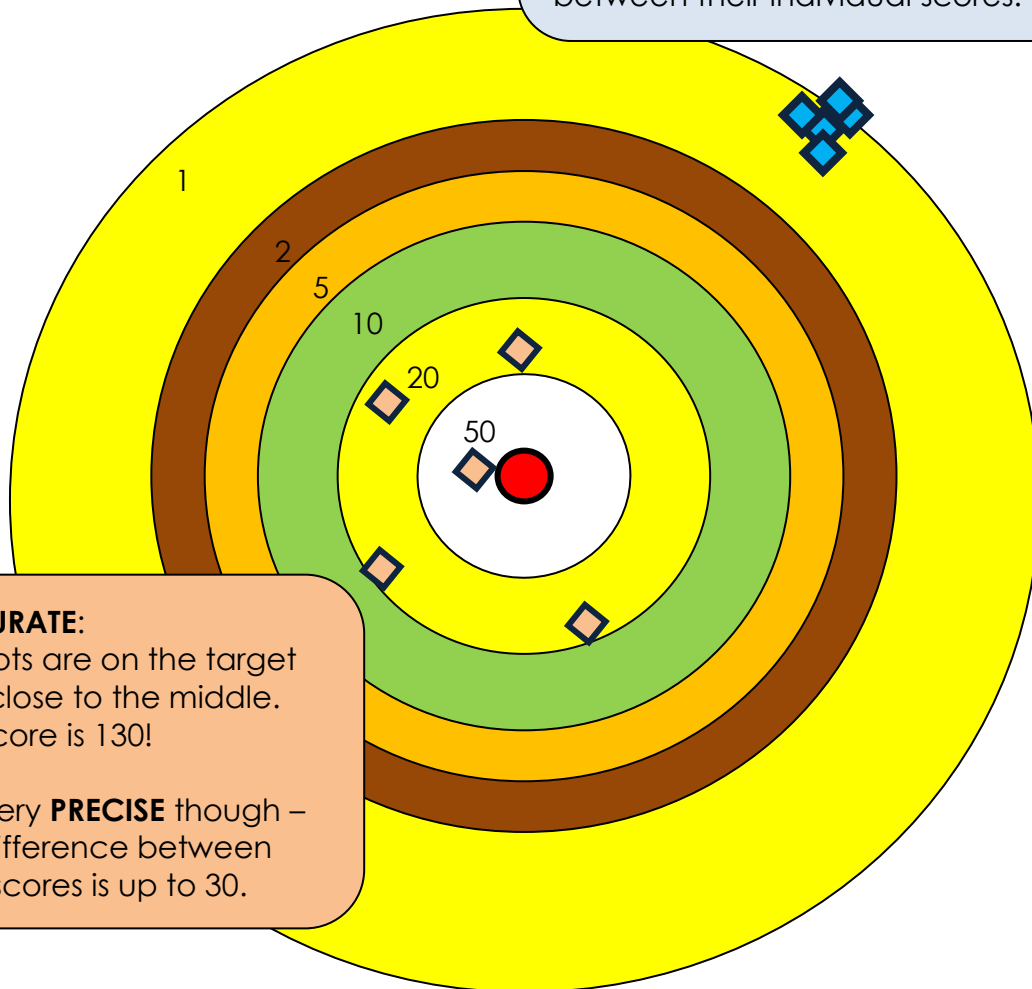 between their individual scores.
1
2
5
10
20
50
URATE:
ots are on the target
close to the middle.
core is 130!
ery PRECISE though –
ifference between
scores is up to 30.